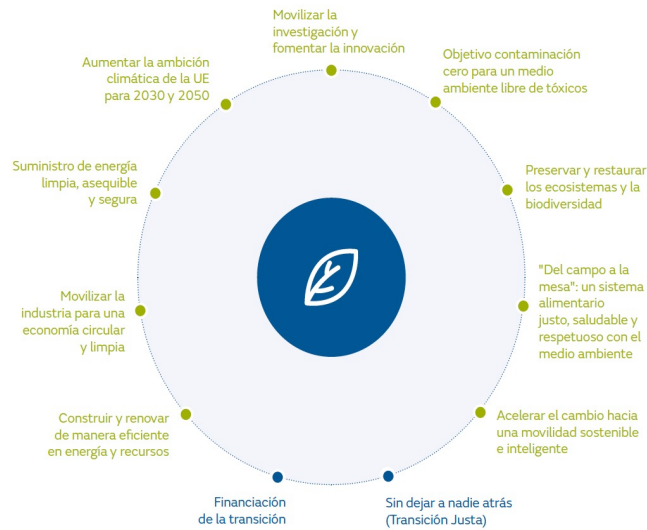 Movilizar la
investigación y
fomentar la innovación
Objetivo contaminación
cero para un medio
ambiente libre de tóxicos
Preservar y restaurar
los ecosistemas y la
biodiversidad
"Del campo a la
mesa": un sistema
alimentario
justo, saludable y
respetuoso con el
medio ambiente
Acelerar el cambio hacia
una movilidad sostenible
e inteligente
Sin dejar a nadie atrás
(Transición Justa)
Financiación
de la transición
Construir y renovar
de manera eficiente
en energía y recursos
Movilizar la
industria para una
economía circular
y limpia
Suministro de energía
limpia, asequible
y segura
Aumentar la ambición
climática de la UE
para 2030 y 2050